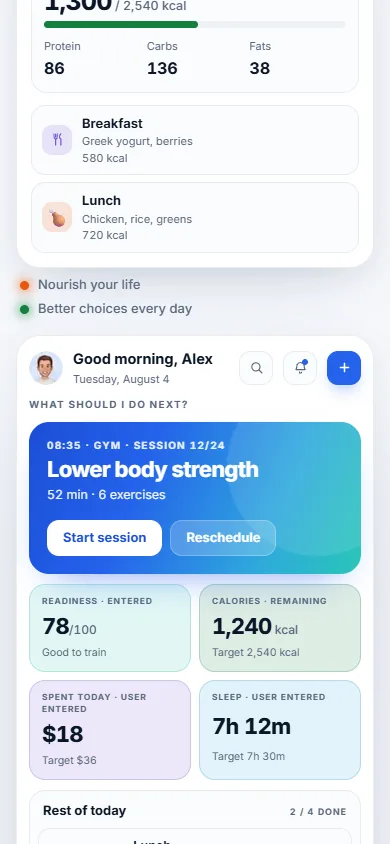 1,300 / 2,540 kcal
Protein
Carbs
Fats
86
136
38
Breakfast
Greek yogurt, berries
580 kcal
Lunch
Chicken, rice, greens
720 kcal
Nourish your life
Better choices every day
Good morning, Alex
Tuesday, August 4
WHAT SHOULD I DO NEXT?
08:35 · GYM · SESSION 12/24
Lower body strength
52 min · 6 exercises
Start session
Reschedule
READINESS · ENTERED
78/100
Good to train
CALORIES · REMAINING
1,240 kcal
Target 2,540 kcal
SPENT TODAY · USER
ENTERED
$18
Target $36
SLEEP · USER ENTERED
7h 12m
Target 7h 30m
Rest of today
2 / 4 DONE
Lunch